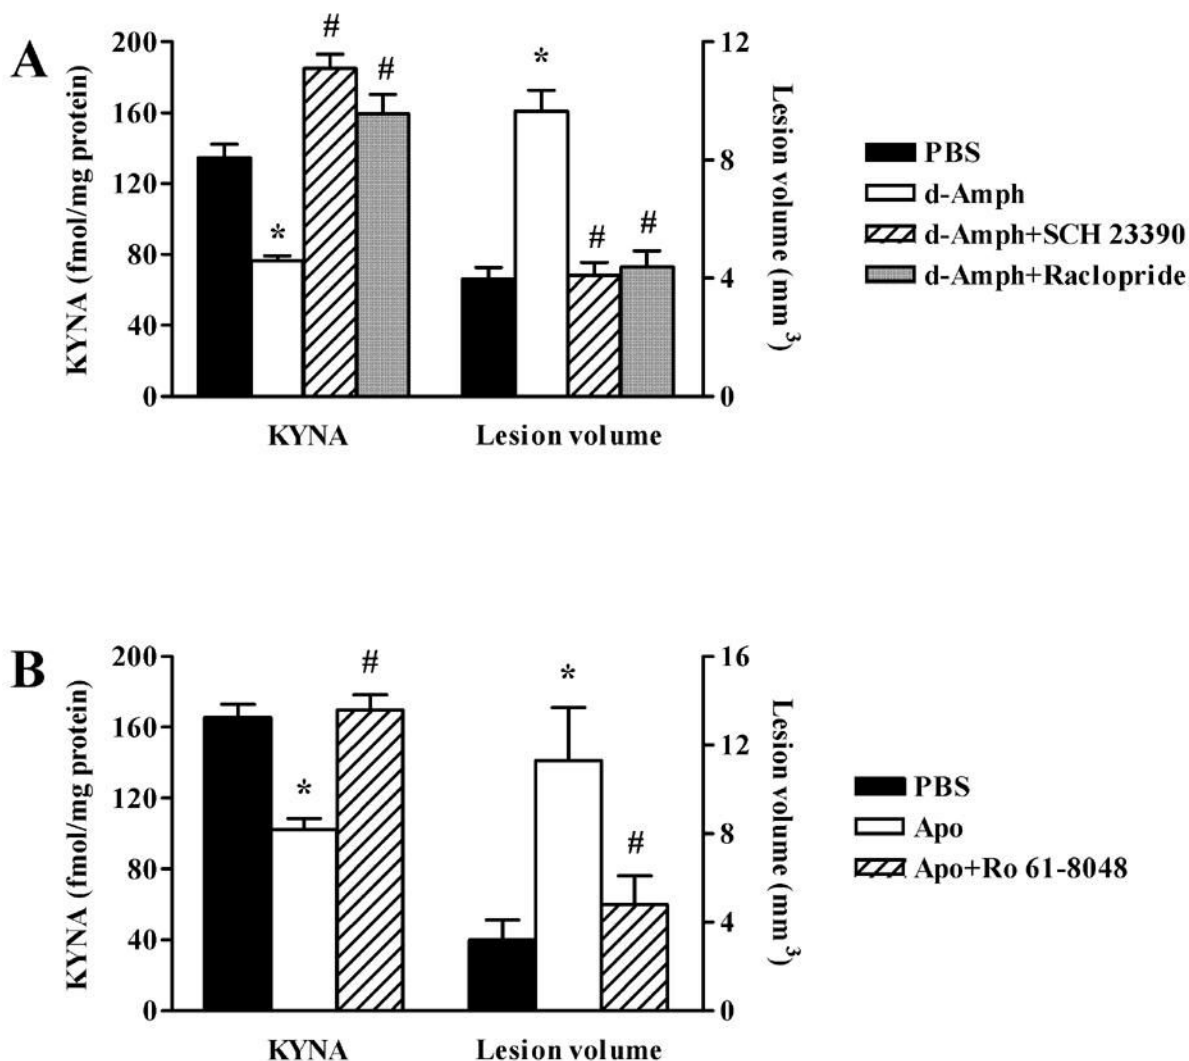 A
KYNA (fmol/mg protein)
200
160
120
80
40
0
#
#
*
*
#
#
12
8
4
0
Lesion volume (mm³)
KYNA
Lesion volume
PBS
d-Amph
d-Amph+SCH 23390
d-Amph+Raclopride
B
KYNA (fmol/mg protein)
200
160
120
80
40
0
#
*
*
#
16
12
8
4
0
Lesion volume (mm³)
KYNA
Lesion volume
PBS
Apo
Apo+Ro 61-8048